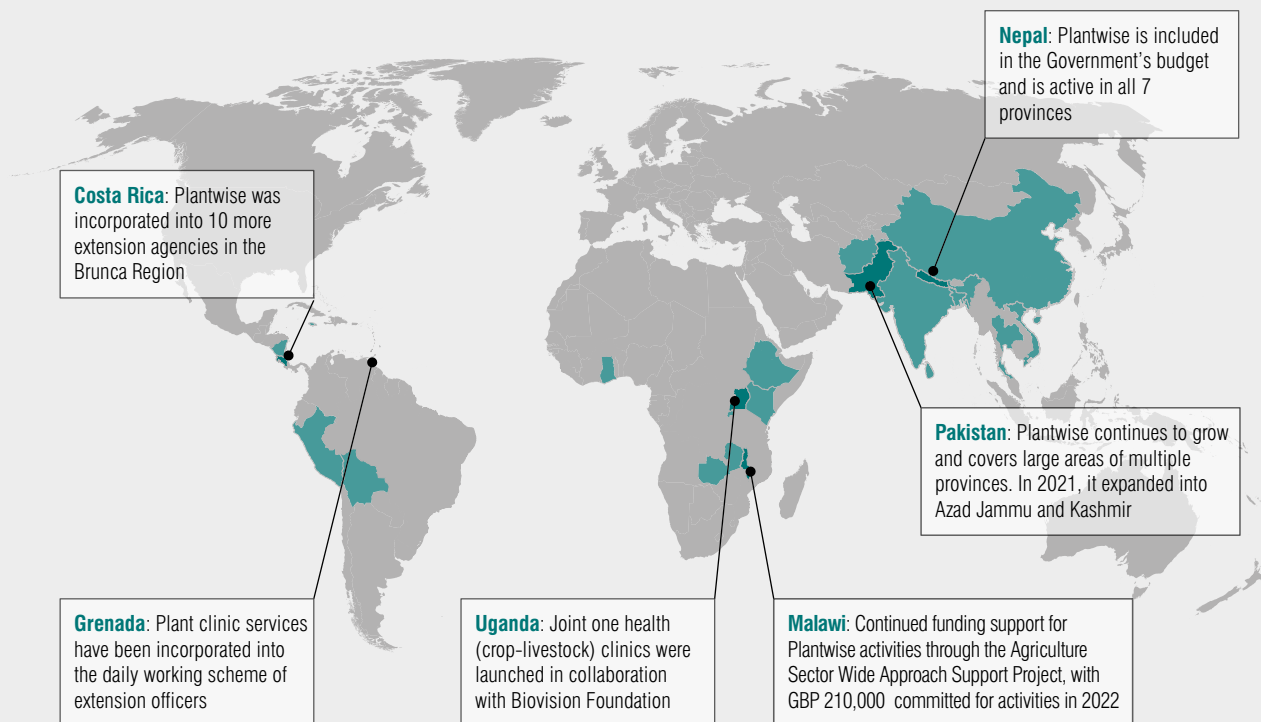 Nepal: Plantwise is included
in the Government’s budget
and is active in all 7
provinces
Costa Rica: Plantwise was
incorporated into 10 more
extension agencies in the
Brunca Region
Pakistan: Plantwise continues to grow
and covers large areas of multiple
provinces. In 2021, it expanded into
Azad Jammu and Kashmir
Grenada: Plant clinic services
have been incorporated into
the daily working scheme of
extension officers
Uganda: Joint one health
(crop-livestock) clinics were
launched in collaboration
with Biovision Foundation
Malawi: Continued funding support for
Plantwise activities through the Agriculture
Sector Wide Approach Support Project, with
GBP 210,000 committed for activities in 2022